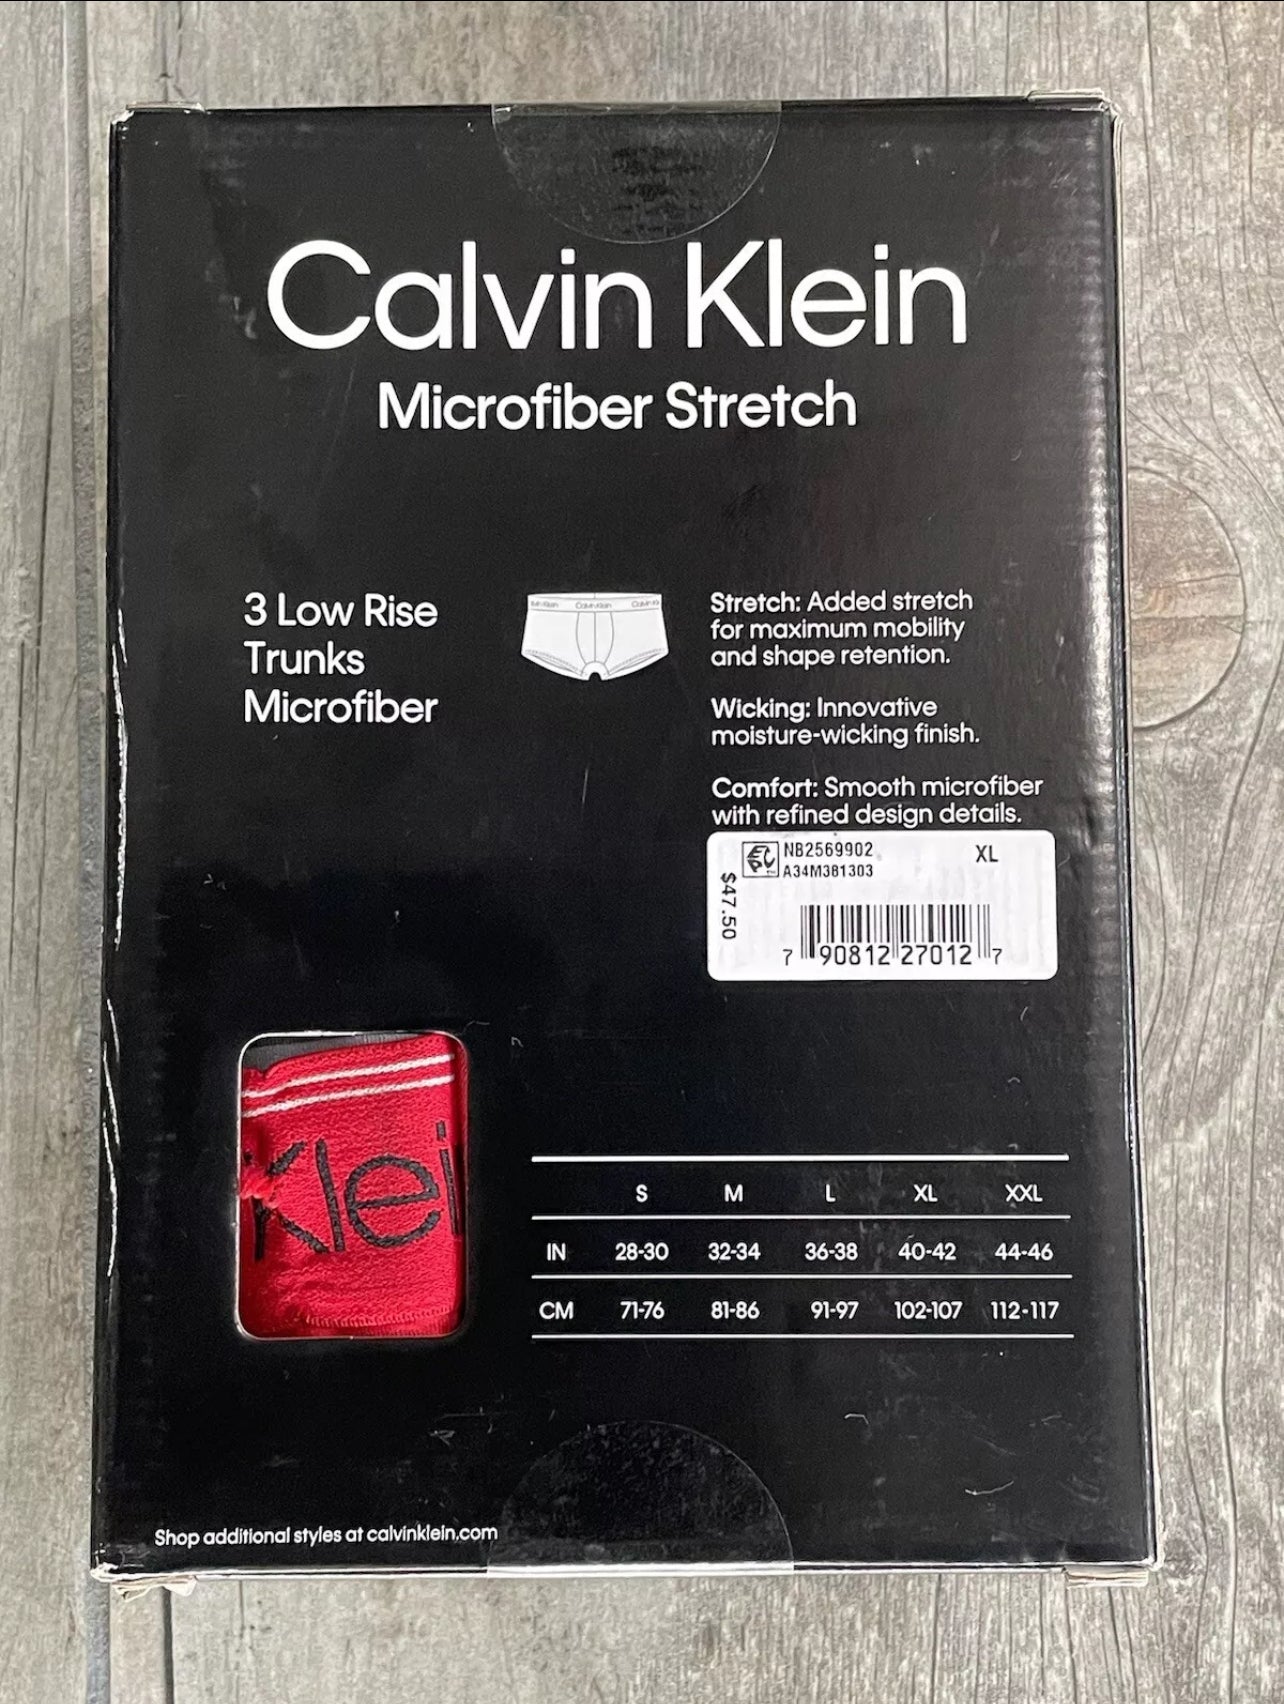 Calvin Klein
Microfiber Stretch
3 Low Rise
Trunks
Microfiber
Calvin Klein
Stretch: Added stretch
for maximum mobility
and shape retention.
Wicking: Innovative
moisture-wicking finish.
Comfort: Smooth microfiber
with refined design details.
NB2569902 XL
A34M381303
$47.50
7 90812 27012 7
Klei
S M L XL XXL
IN 28-30 32-34 36-38 40-42 44-46
CM 71-76 81-86 91-97 102-107 112-117
Shop additional styles at calvinklein.com